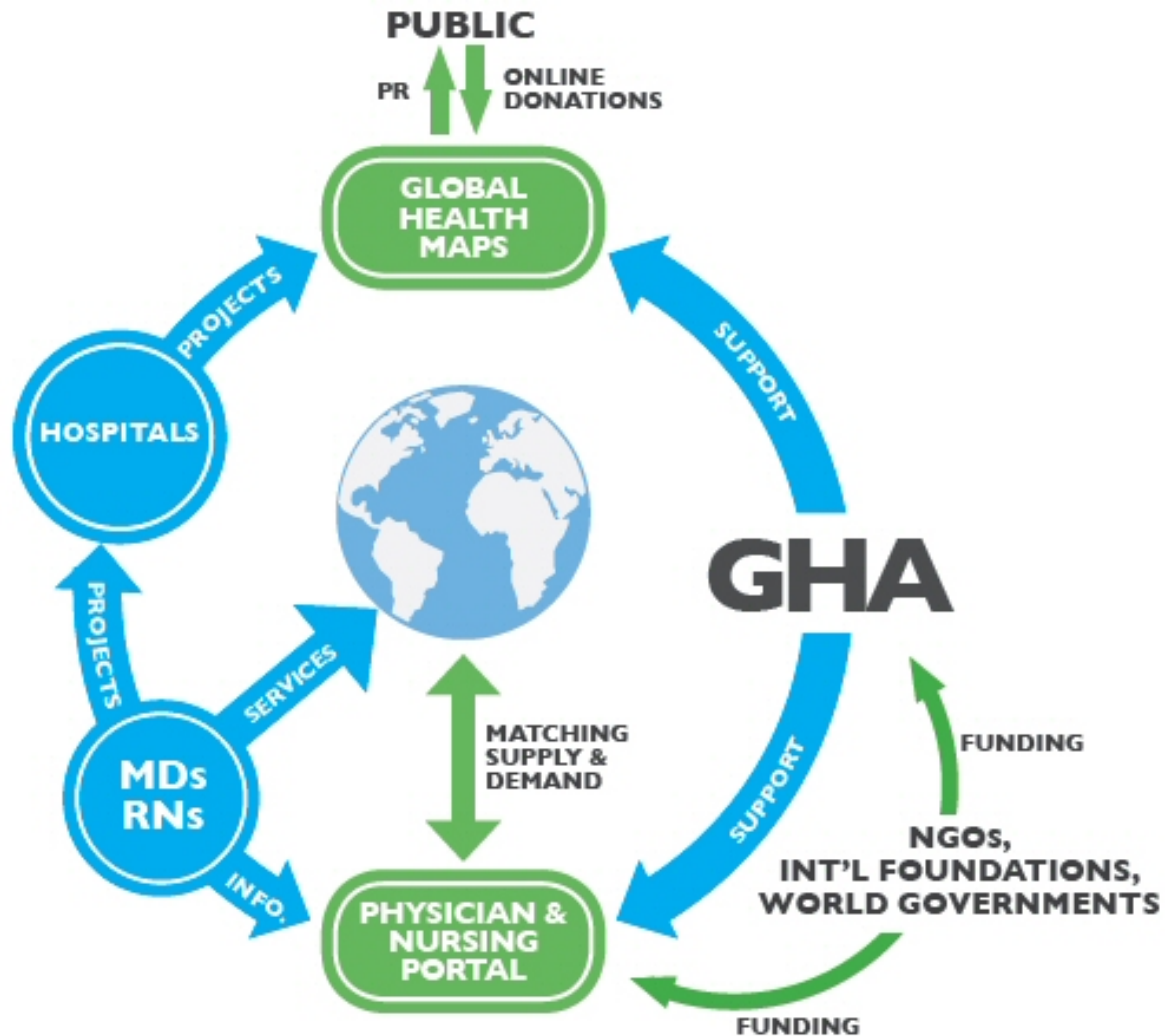 PUBLIC
PR
ONLINE
DONATIONS
GLOBAL
HEALTH
MAPS
PROJECTS
SUPPORT
HOSPITALS
GHA
PROJECTS
SERVICES
MATCHING
SUPPLY &
DEMAND
SUPPORT
FUNDING
MDs
RNs
NGOs,
INT'L FOUNDATIONS,
WORLD GOVERNMENTS
INFO.
PHYSICIAN &
NURSING
PORTAL
FUNDING